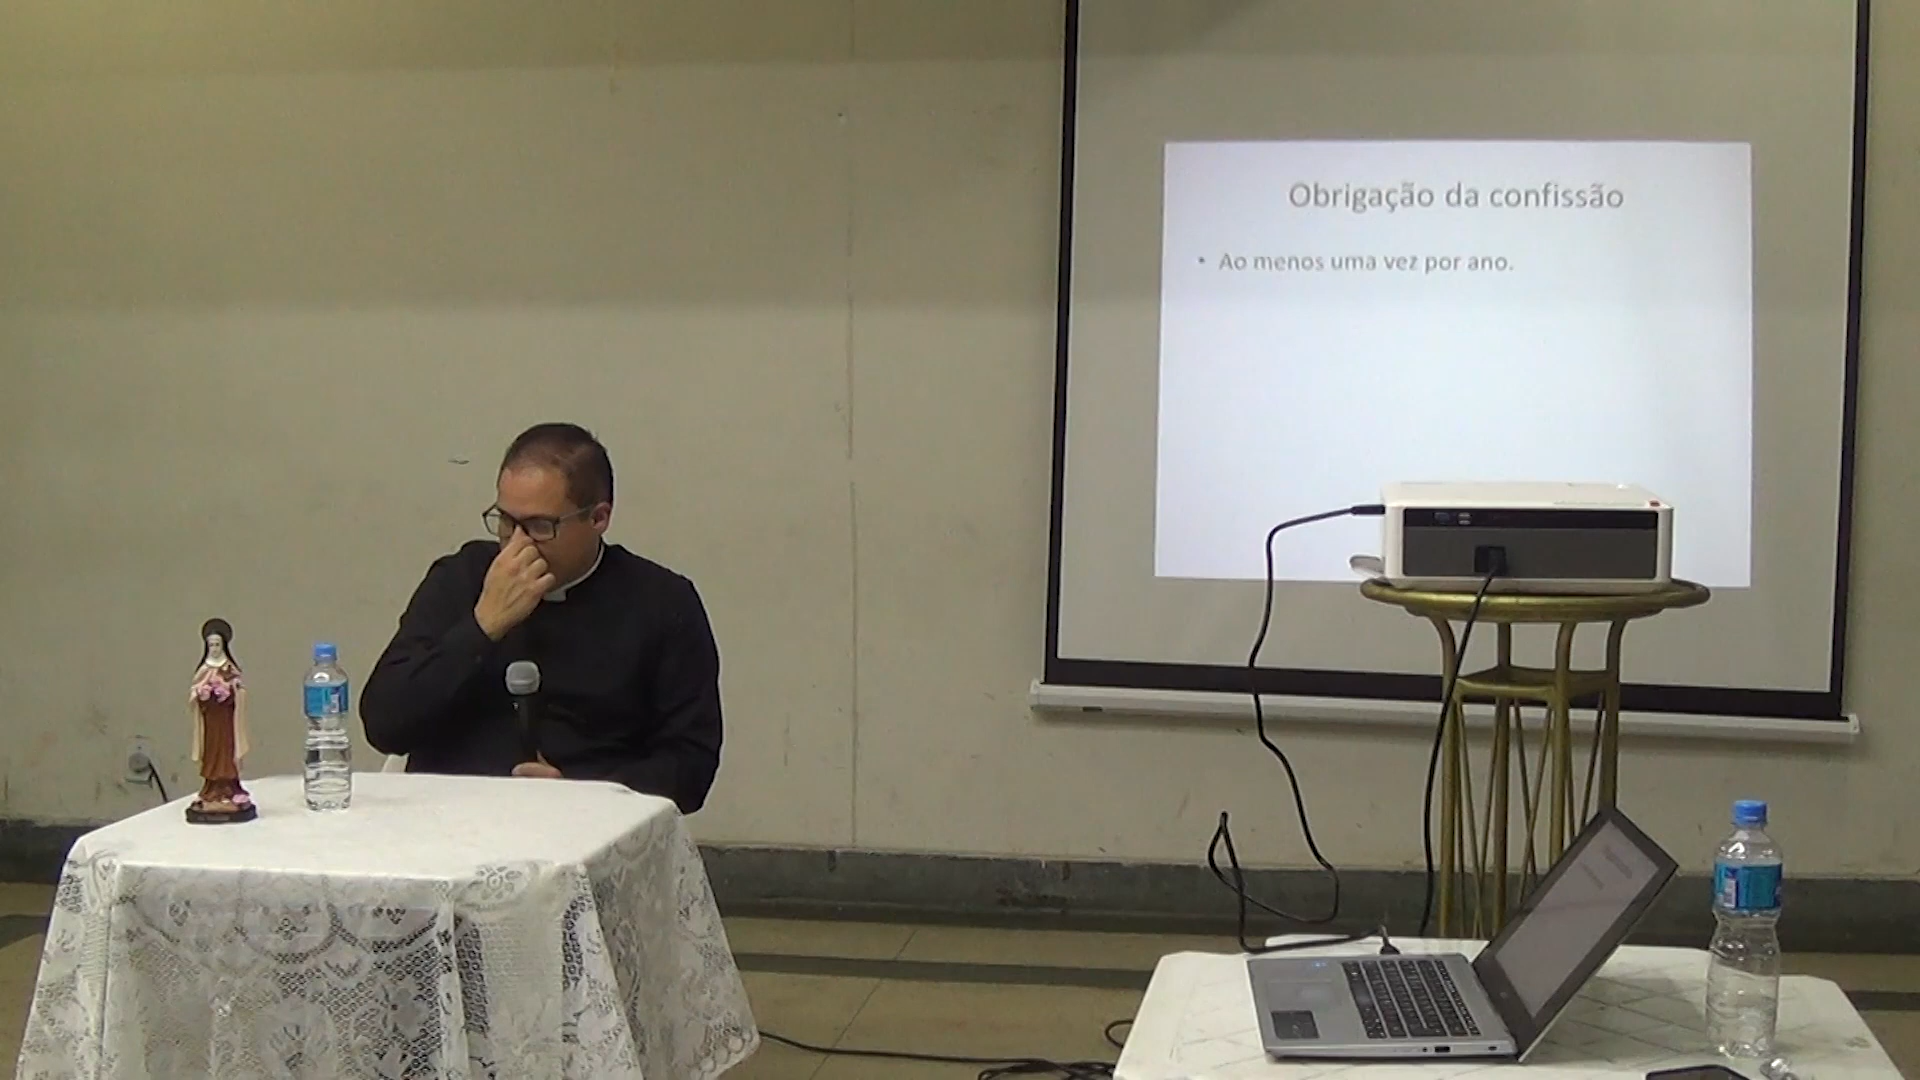 Obrigação da confissão
• Ao menos uma vez por ano.